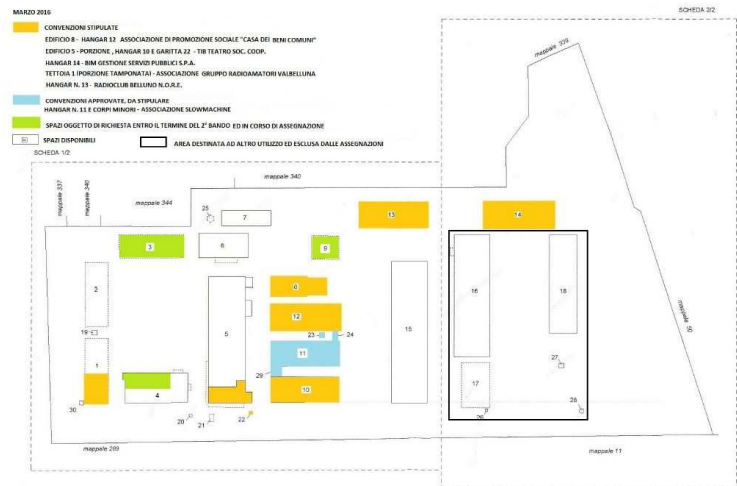 MARZO 2016
SCHEDA 2/2
CONVENZIONI STIPULATE
EDIFICIO 8 - HANGAR 12 ASSOCIAZIONE DI PROMOZIONE SOCIALE "CASA DEI BENI COMUNI"
EDIFICIO 5 - PORZIONE , HANGAR 10 E GARITTA 22 - TIB TEATRO SOC. COOP.
HANGAR 14 - BIM GESTIONE SERVIZI PUBBLICI S.P.A.
TETTOIA 1 (PORZIONE TAMPONATA) - ASSOCIAZIONE GRUPPO RADIOAMATORI VALBELLUNA
HANGAR N. 13 - RADIOCLUB BELLUNO N.O.R.E.
CONVENZIONI APPROVATE, DA STIPULARE
HANGAR N. 11 E CORPI MINORI - ASSOCIAZIONE SLOWMACHINE
SPAZI OGGETTO DI RICHIESTA ENTRO IL TERMINE DEL 2° BANDO ED IN CORSO DI ASSEGNAZIONE
SPAZI DISPONIBILI
AREA DESTINATA AD ALTRO UTILIZZO ED ESCLUSA DALLE ASSEGNAZIONI
SCHEDA 1/2
mappale 339
mappale 337
mappale 346
mappale 344
mappale 340
25
7
13
14
3
6
9
2
5
12
15
16
18
19
23
24
11
1
29
27
17
4
10
30
20
21
22
26
28
mappale 90
mappale 289
mappale 11